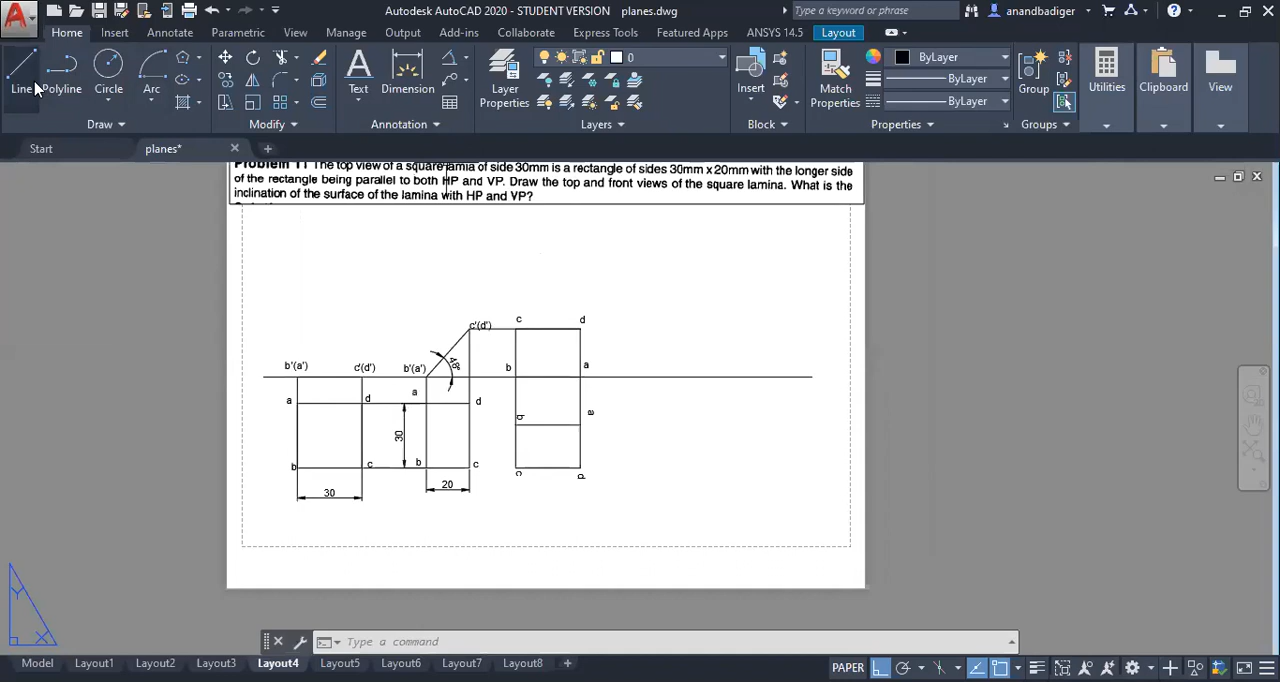 Autodesk AutoCAD 2020 - STUDENT VERSION planes.dwg
Type a keyword or phrase
anandbadiger
Home Insert Annotate Parametric View Manage Output Add-ins Collaborate Express Tools Featured Apps ANSYS 14.5 Layout
Line Polyline Circle Arc
Text Dimension
Layer Properties
0
Insert
Match Properties
ByLayer
ByLayer
ByLayer
Group
Utilities
Clipboard
View
Draw Modify Annotation Layers Block Properties Groups
Start planes*
Problem 11 The top view of a square lamia of side 30mm is a rectangle of sides 30mm x 20mm with the longer side
of the rectangle being parallel to both HP and VP. Draw the top and front views of the square lamina. What is the
inclination of the surface of the lamina with HP and VP?
c'(d') c d
48°
b'(a') c'(d') b'(a') b a
a d a d b a
30
b c b c c d
30 20
Y
X
Type a command
Model Layout1 Layout2 Layout3 Layout4 Layout5 Layout6 Layout7 Layout8
PAPER